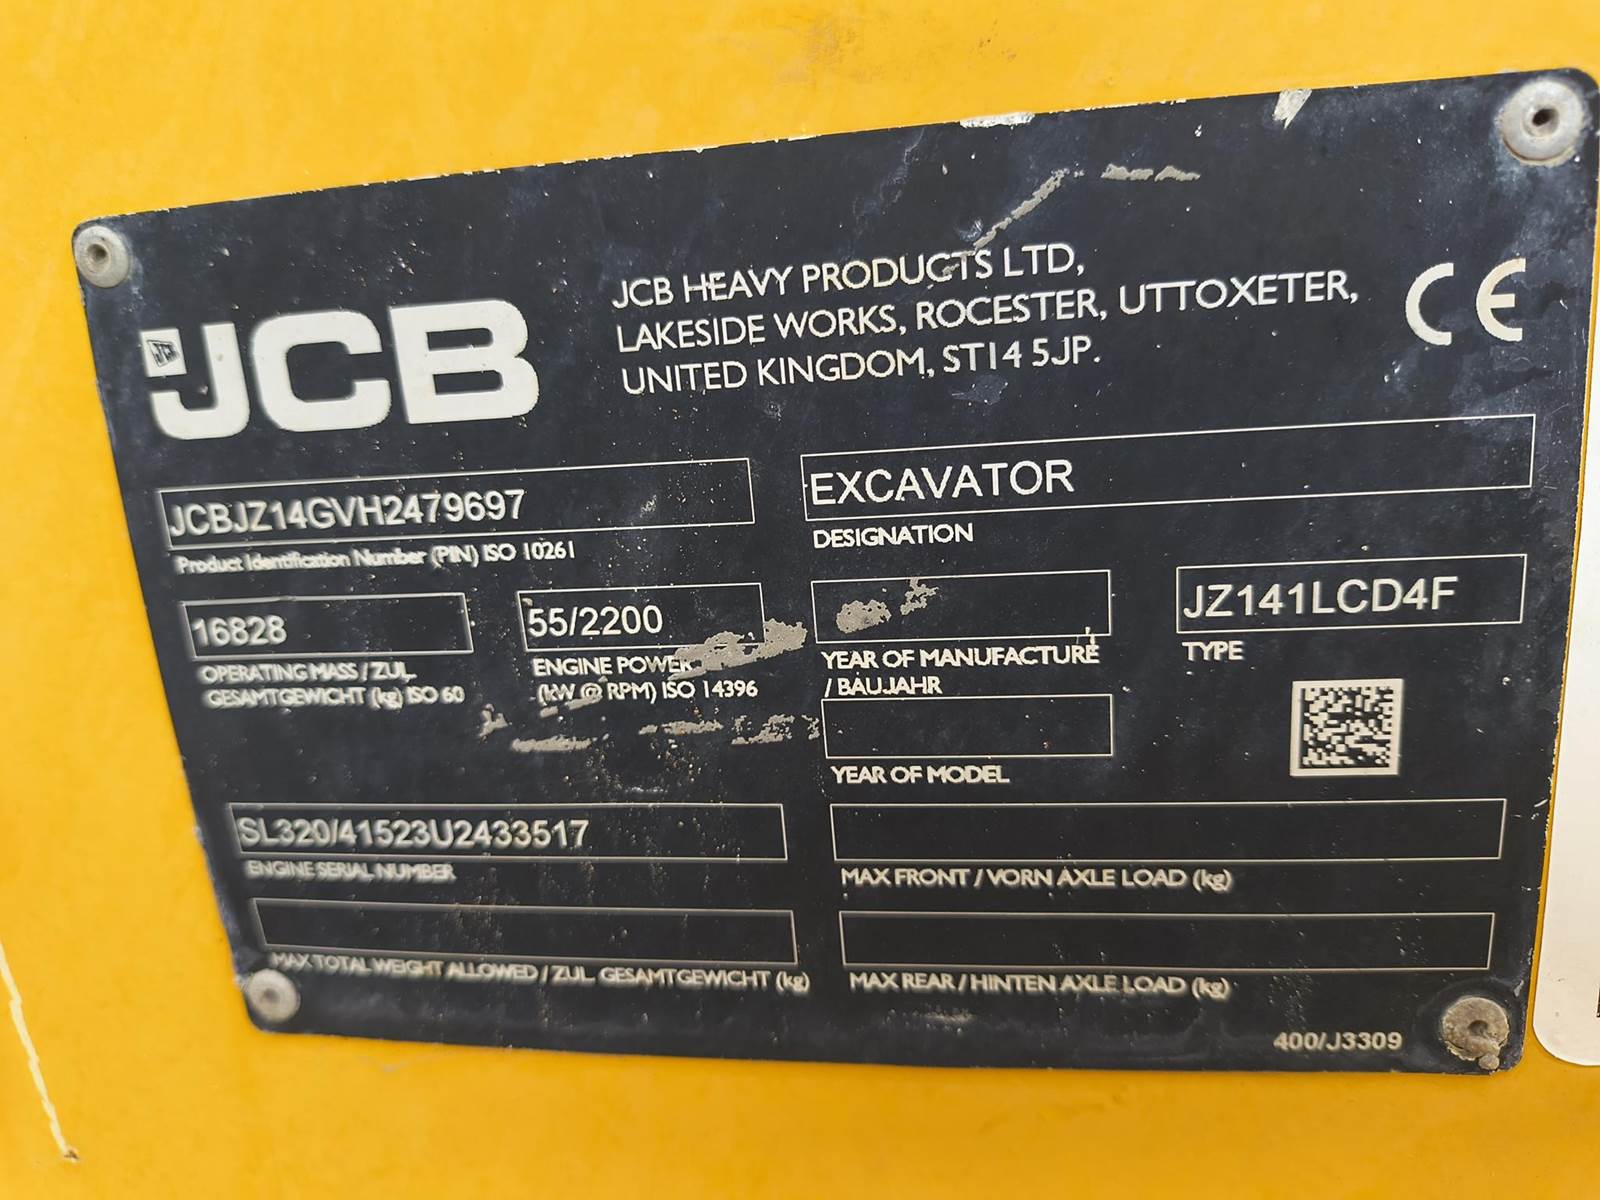 JCB
JCB HEAVY PRODUCTS LTD,
LAKESIDE WORKS, ROCESTER, UTTOXETER,
UNITED KINGDOM, ST14 5JP.
CE
JCBJZ14GVH2479697
Product Identification Number (PIN) ISO 10261
EXCAVATOR
DESIGNATION
16828
OPERATING MASS / ZUL
GESAMTGEWICHT (kg) ISO 60
55/2200
ENGINE POWER
(kW @ RPM) ISO 14396
YEAR OF MANUFACTURE
/ BAUJAHR
JZ141LCD4F
TYPE
YEAR OF MODEL
SL320/41523U2433517
ENGINE SERIAL NUMBER
MAX FRONT / VORN AXLE LOAD (kg)
MAX TOTAL WEIGHT ALLOWED / ZUL GESAMTGEWICHT (kg)
MAX REAR / HINTEN AXLE LOAD (kg)
400/J3309